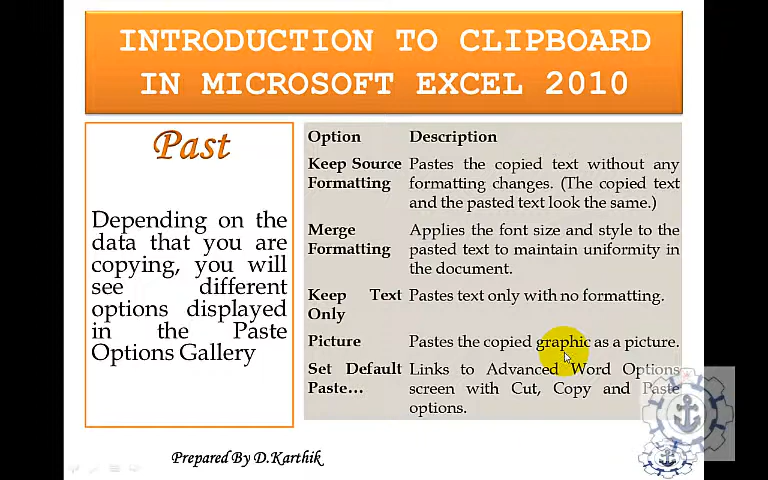 INTRODUCTION TO CLIPBOARD
IN MICROSOFT EXCEL 2010
Past
Depending on the
data that you are
copying, you will
see different
options displayed
in the Paste
Options Gallery
Option Description
Keep Source Formatting Pastes the copied text without any
formatting changes. (The copied text
and the pasted text look the same.)
Merge Formatting Applies the font size and style to the
pasted text to maintain uniformity in
the document.
Keep Text Only Pastes text only with no formatting.
Picture Pastes the copied graphic as a picture.
Set Default Paste... Links to Advanced Word Options
screen with Cut, Copy and Paste
options.
Prepared By D.Karthik